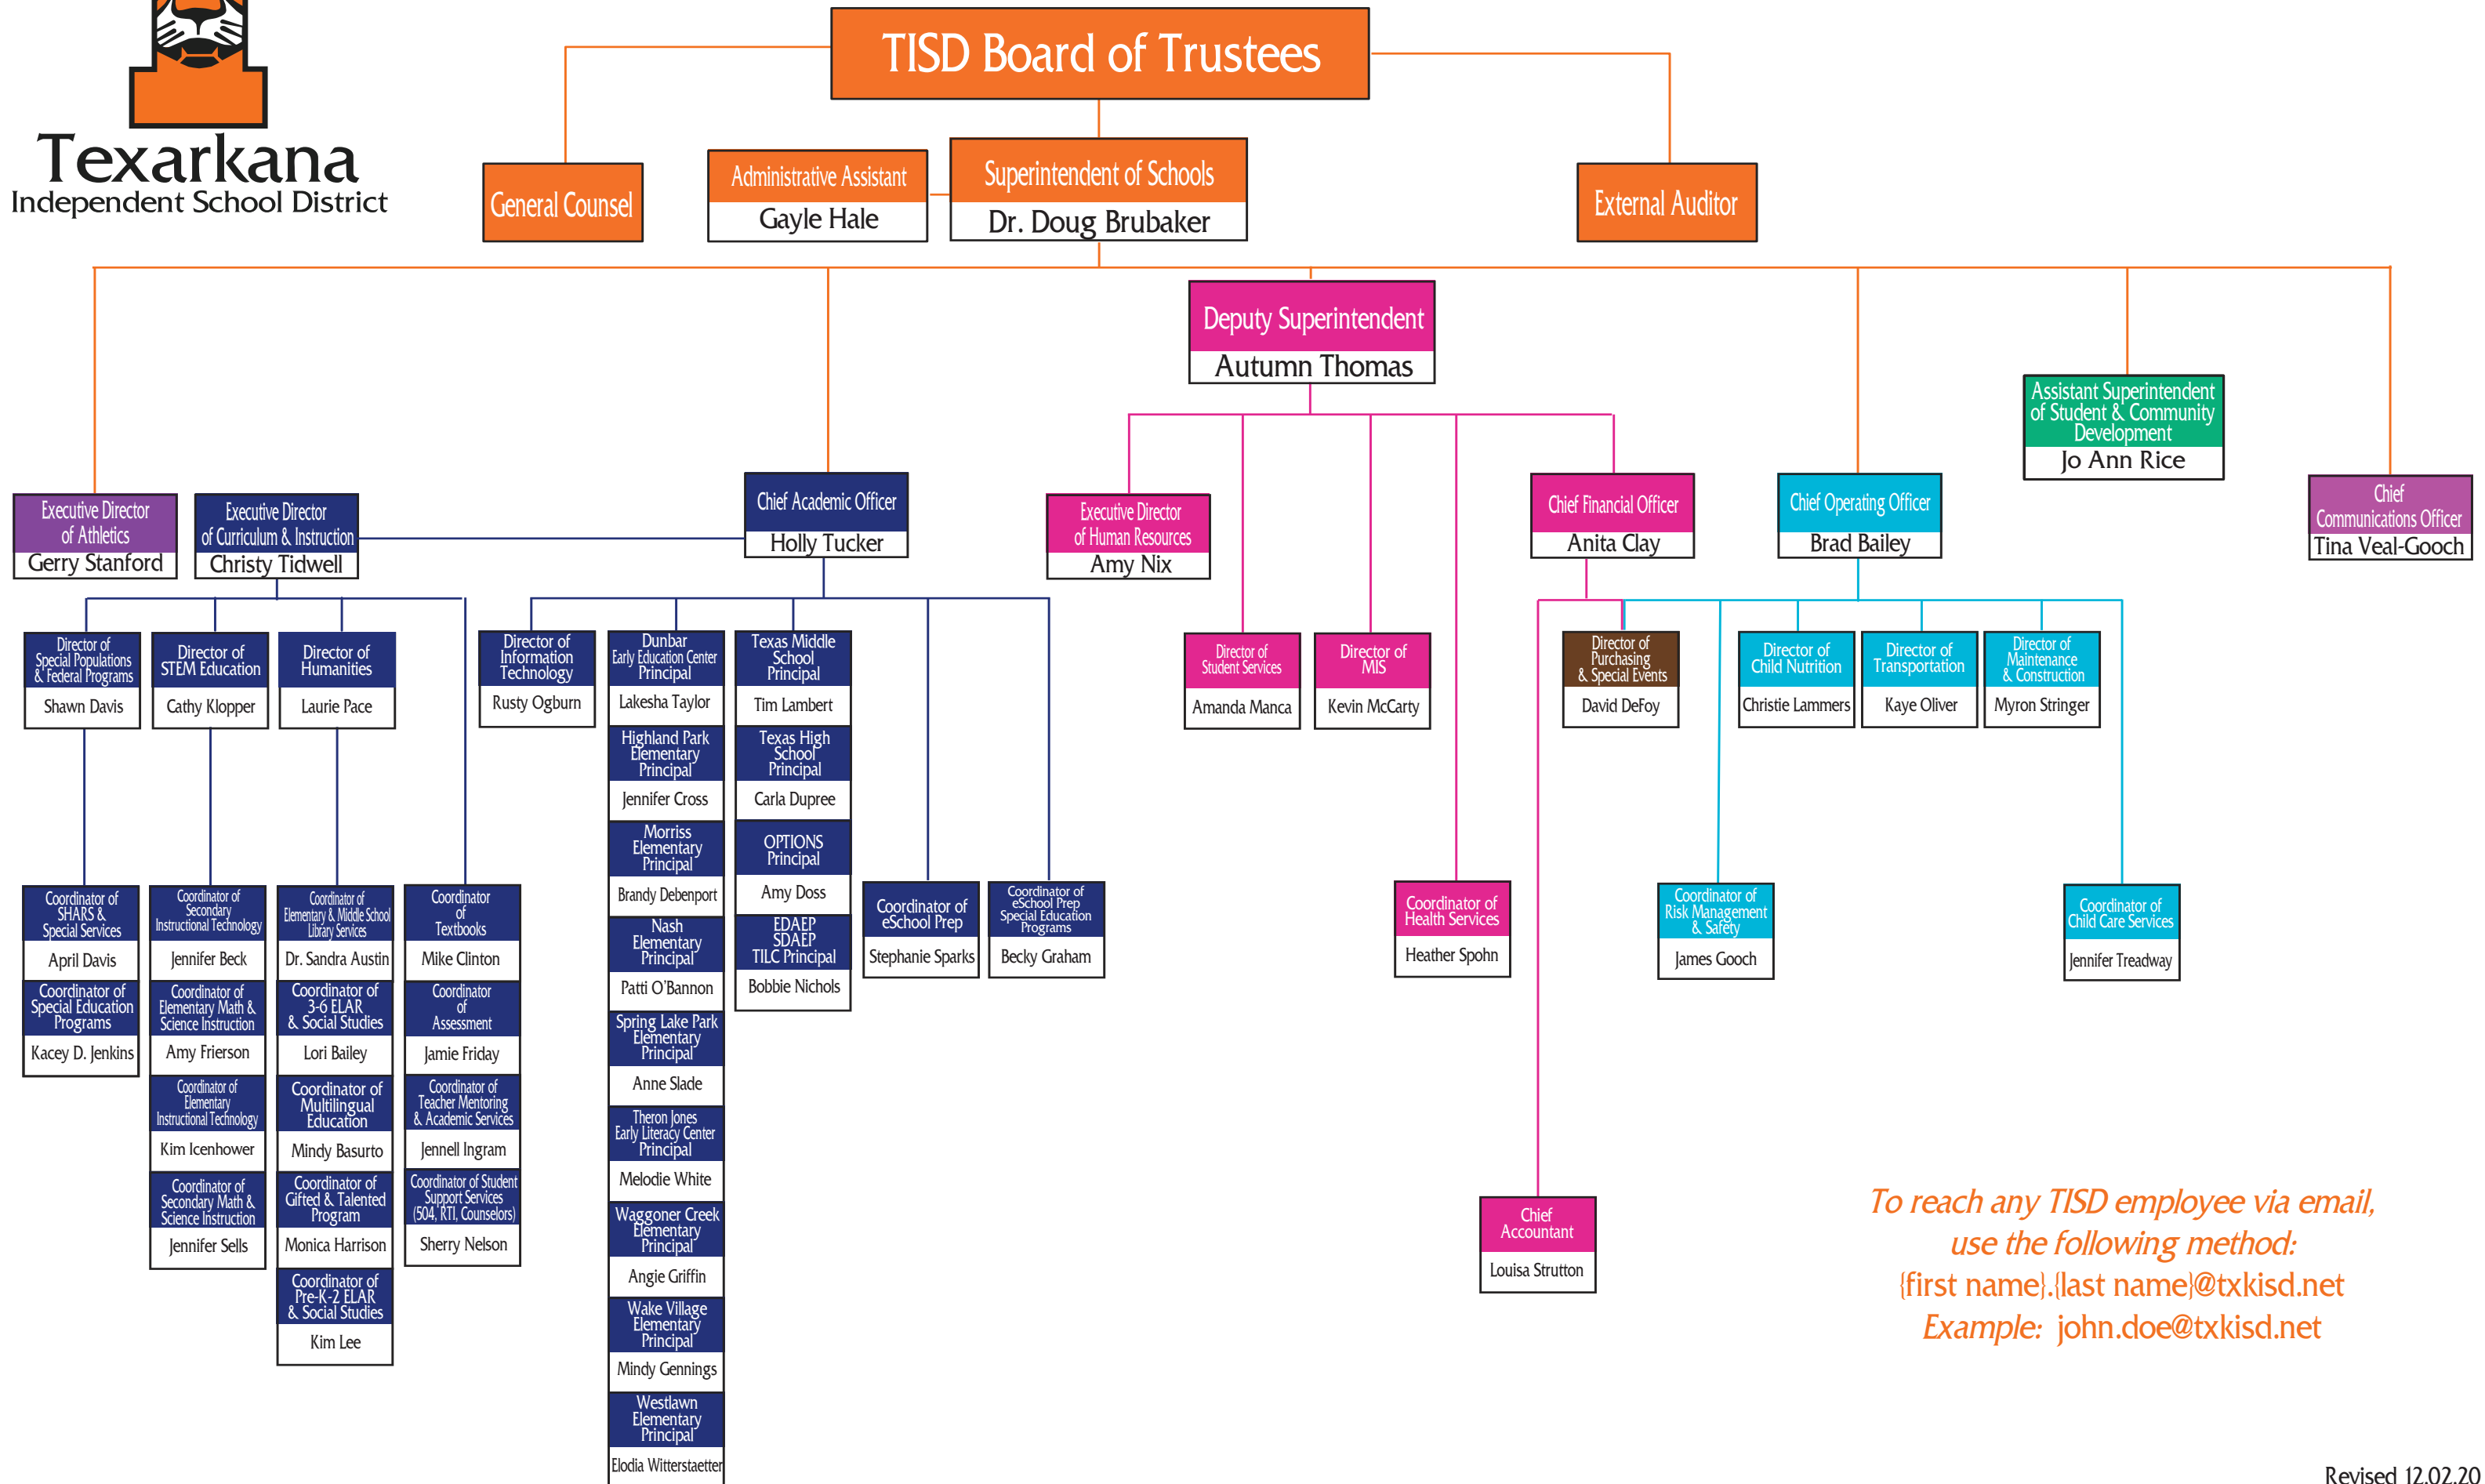 TISD Board of Trustees
Texarkana
Independent School District
General Counsel
Administrative Assistant
Gayle Hale
Superintendent of Schools
Dr. Doug Brubaker
External Auditor
Deputy Superintendent
Autumn Thomas
Assistant Superintendent
of Student & Community
Development
Jo Ann Rice
Executive Director
of Athletics
Gerry Stanford
Executive Director
of Curriculum & Instruction
Christy Tidwell
Chief Academic Officer
Holly Tucker
Executive Director
of Human Resources
Amy Nix
Chief Financial Officer
Anita Clay
Chief Operating Officer
Brad Bailey
Chief
Communications Officer
Tina Veal-Gooch
Director of
Special Populations
& Federal Programs
Shawn Davis
Director of
STEM Education
Cathy Klopper
Director of
Humanities
Laurie Pace
Director of
Information
Technology
Rusty Ogburn
Dunbar
Early Education Center
Principal
Lakesha Taylor
Highland Park
Elementary
Principal
Jennifer Cross
Morriss
Elementary
Principal
Brandy Debenport
Nash
Elementary
Principal
Patti O'Bannon
Spring Lake Park
Elementary
Principal
Anne Slade
Theron Jones
Early Literacy Center
Principal
Melodie White
Waggoner Creek
Elementary
Principal
Angie Griffin
Wake Village
Elementary
Principal
Mindy Gennings
Westlawn
Elementary
Principal
Elodia Witterstaetter
Texas Middle
School
Principal
Tim Lambert
Texas High
School
Principal
Carla Dupree
OPTIONS
Principal
Amy Doss
EDAEP
SDAEP
TILC Principal
Bobbie Nichols
Coordinator of
eSchool Prep
Stephanie Sparks
Coordinator of
eSchool Prep
Special Education
Programs
Becky Graham
Director of
Student Services
Amanda Manca
Director of
MIS
Kevin McCarty
Director of
Purchasing
& Special Events
David DeFoy
Director of
Child Nutrition
Christie Lammers
Director of
Transportation
Kaye Oliver
Director of
Maintenance
& Construction
Myron Stringer
Coordinator of
SHARS &
Special Services
April Davis
Coordinator of
Special Education
Programs
Kacey D. Jenkins
Coordinator of
Secondary
Instructional Technology
Jennifer Beck
Coordinator of
Elementary Math &
Science Instruction
Amy Frierson
Coordinator of
Elementary
Instructional Technology
Kim Icenhower
Coordinator of
Secondary Math &
Science Instruction
Jennifer Sells
Coordinator of
Elementary & Middle School
Library Services
Dr. Sandra Austin
Coordinator of
3-6 ELAR
& Social Studies
Lori Bailey
Coordinator of
Multilingual
Education
Mindy Basurto
Coordinator of
Gifted & Talented
Program
Monica Harrison
Coordinator of
Pre-K-2 ELAR
& Social Studies
Kim Lee
Coordinator
of
Textbooks
Mike Clinton
Coordinator
of
Assessment
Jamie Friday
Coordinator of
Teacher Mentoring
& Academic Services
Jennell Ingram
Coordinator of Student
Support Services
(504, RTI, Counselors)
Sherry Nelson
Coordinator of
Health Services
Heather Spohn
Coordinator of
Risk Management
& Safety
James Gooch
Coordinator of
Child Care Services
Jennifer Treadway
Chief
Accountant
Louisa Strutton
To reach any TISD employee via email,
use the following method:
{first name}.{last name}@txkisd.net
Example: john.doe@txkisd.net
Revised 12.02.20